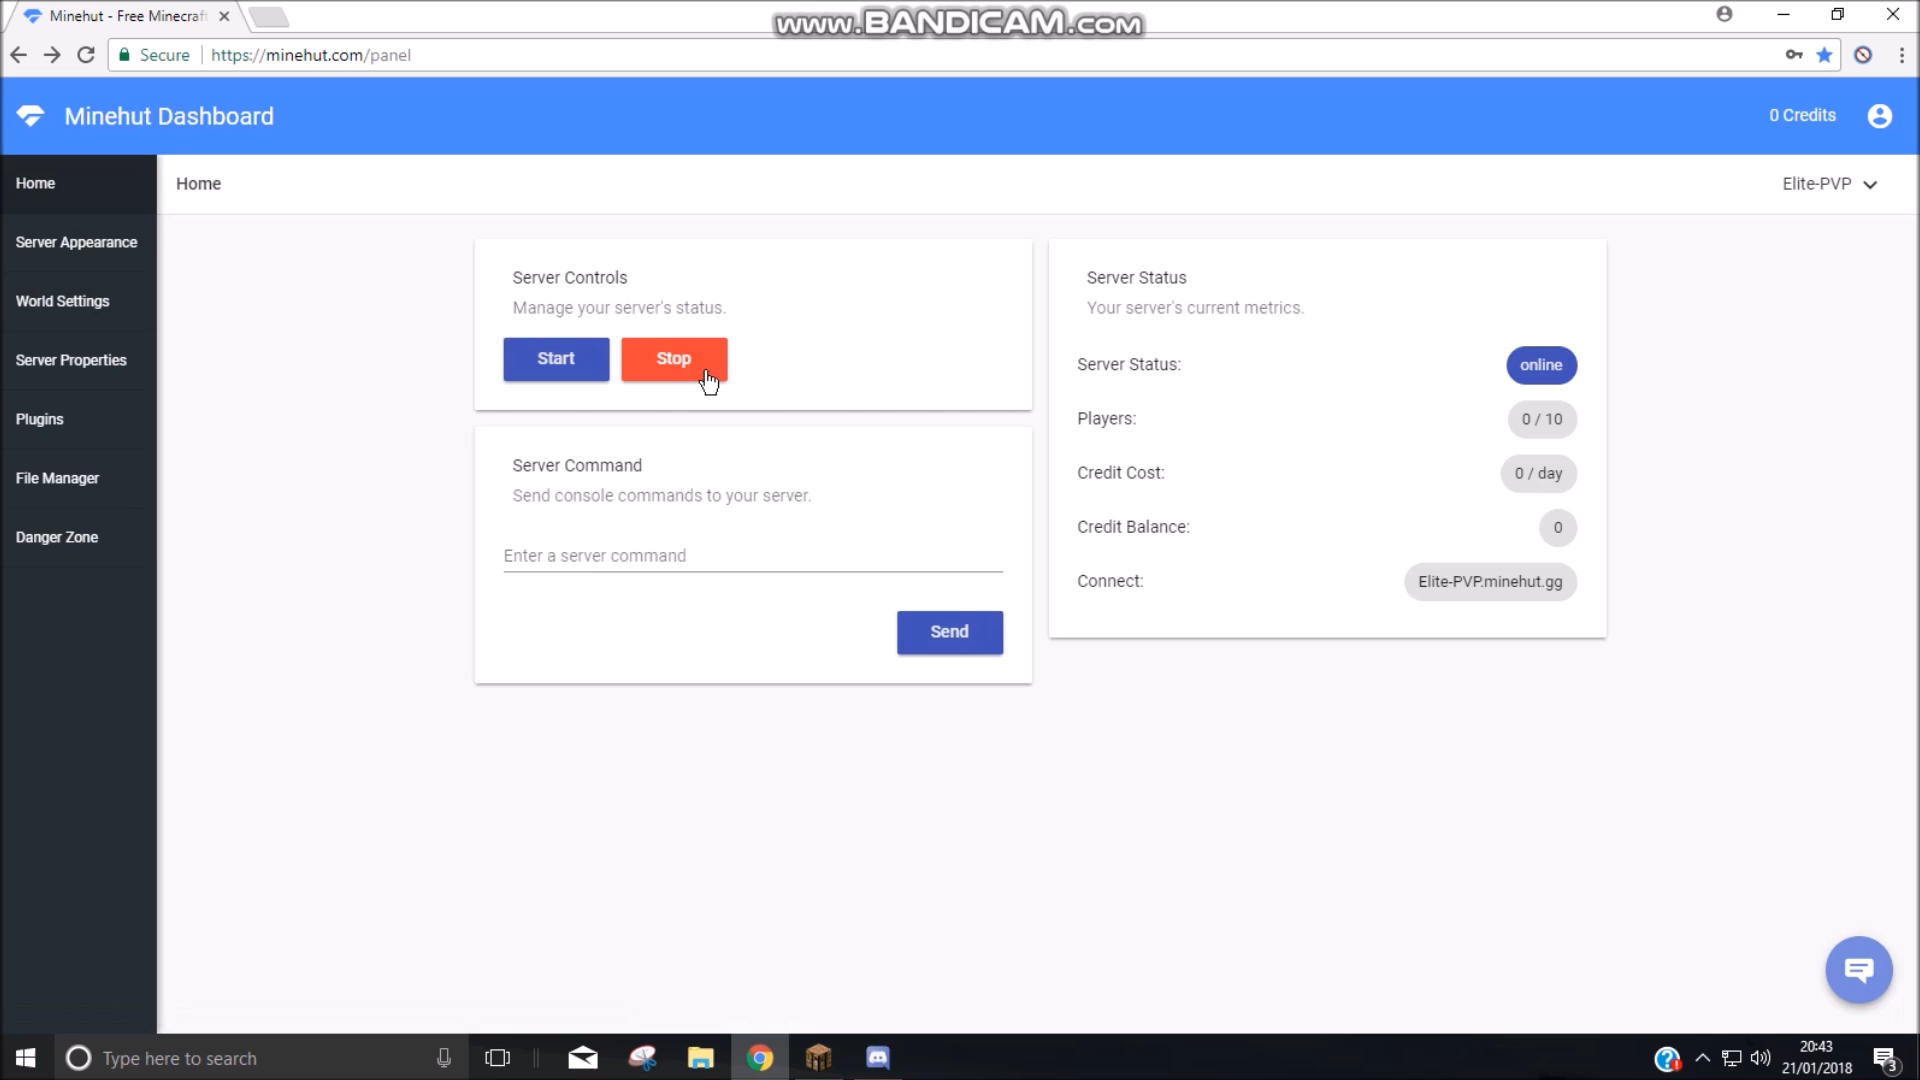 Minehut - Free Minecraft
www.BANDICAM.com
Secure
https://minehut.com/panel
Minehut Dashboard
0 Credits
Home
Home
Elite-PVP
Server Appearance
World Settings
Server Properties
Plugins
File Manager
Danger Zone
Server Controls
Manage your server's status.
Start
Stop
Server Command
Send console commands to your server.
Enter a server command
Send
Server Status
Your server's current metrics.
Server Status:
online
Players:
0 / 10
Credit Cost:
0 / day
Credit Balance:
0
Connect:
Elite-PVP.minehut.gg
Type here to search
20:43
21/01/2018
3